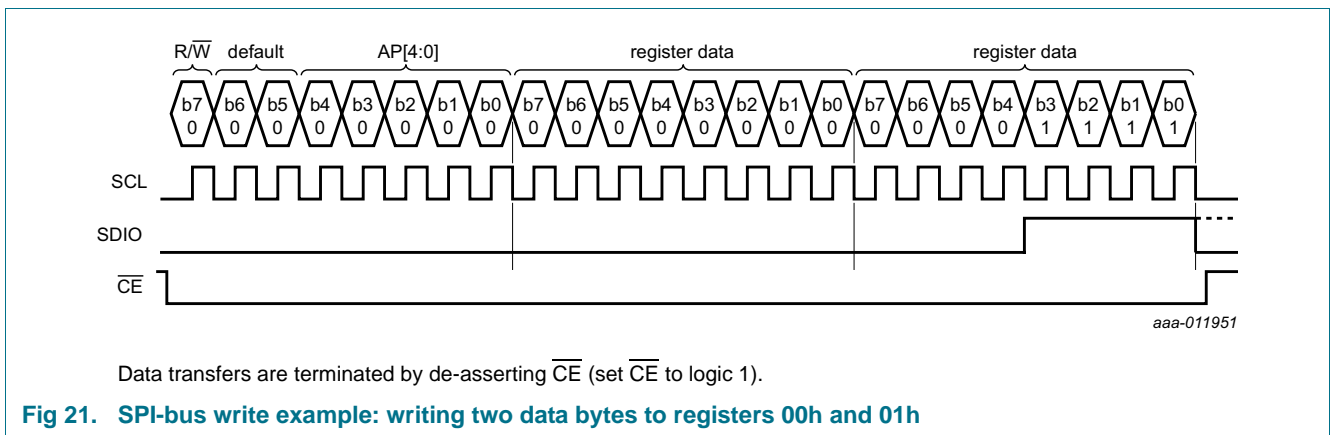 R/W default AP[4:0] register data register data
b7 b6 b5 b4 b3 b2 b1 b0 b7 b6 b5 b4 b3 b2 b1 b0 b7 b6 b5 b4 b3 b2 b1 b0
0 0 0 0 0 0 0 0 0 0 0 0 0 0 0 0 0 0 0 0 1 1 1 1
SCL
SDIO
CE
aaa-011951
Data transfers are terminated by de-asserting CE (set CE to logic 1).
Fig 21. SPI-bus write example: writing two data bytes to registers 00h and 01h